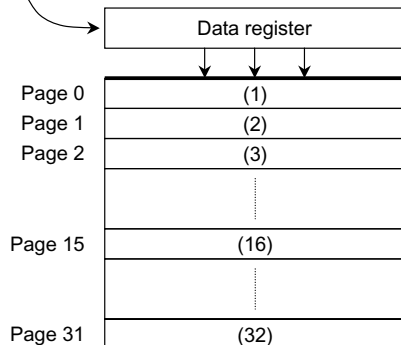 Data register
Page 0 (1)
Page 1 (2)
Page 2 (3)
Page 15 (16)
Page 31 (32)